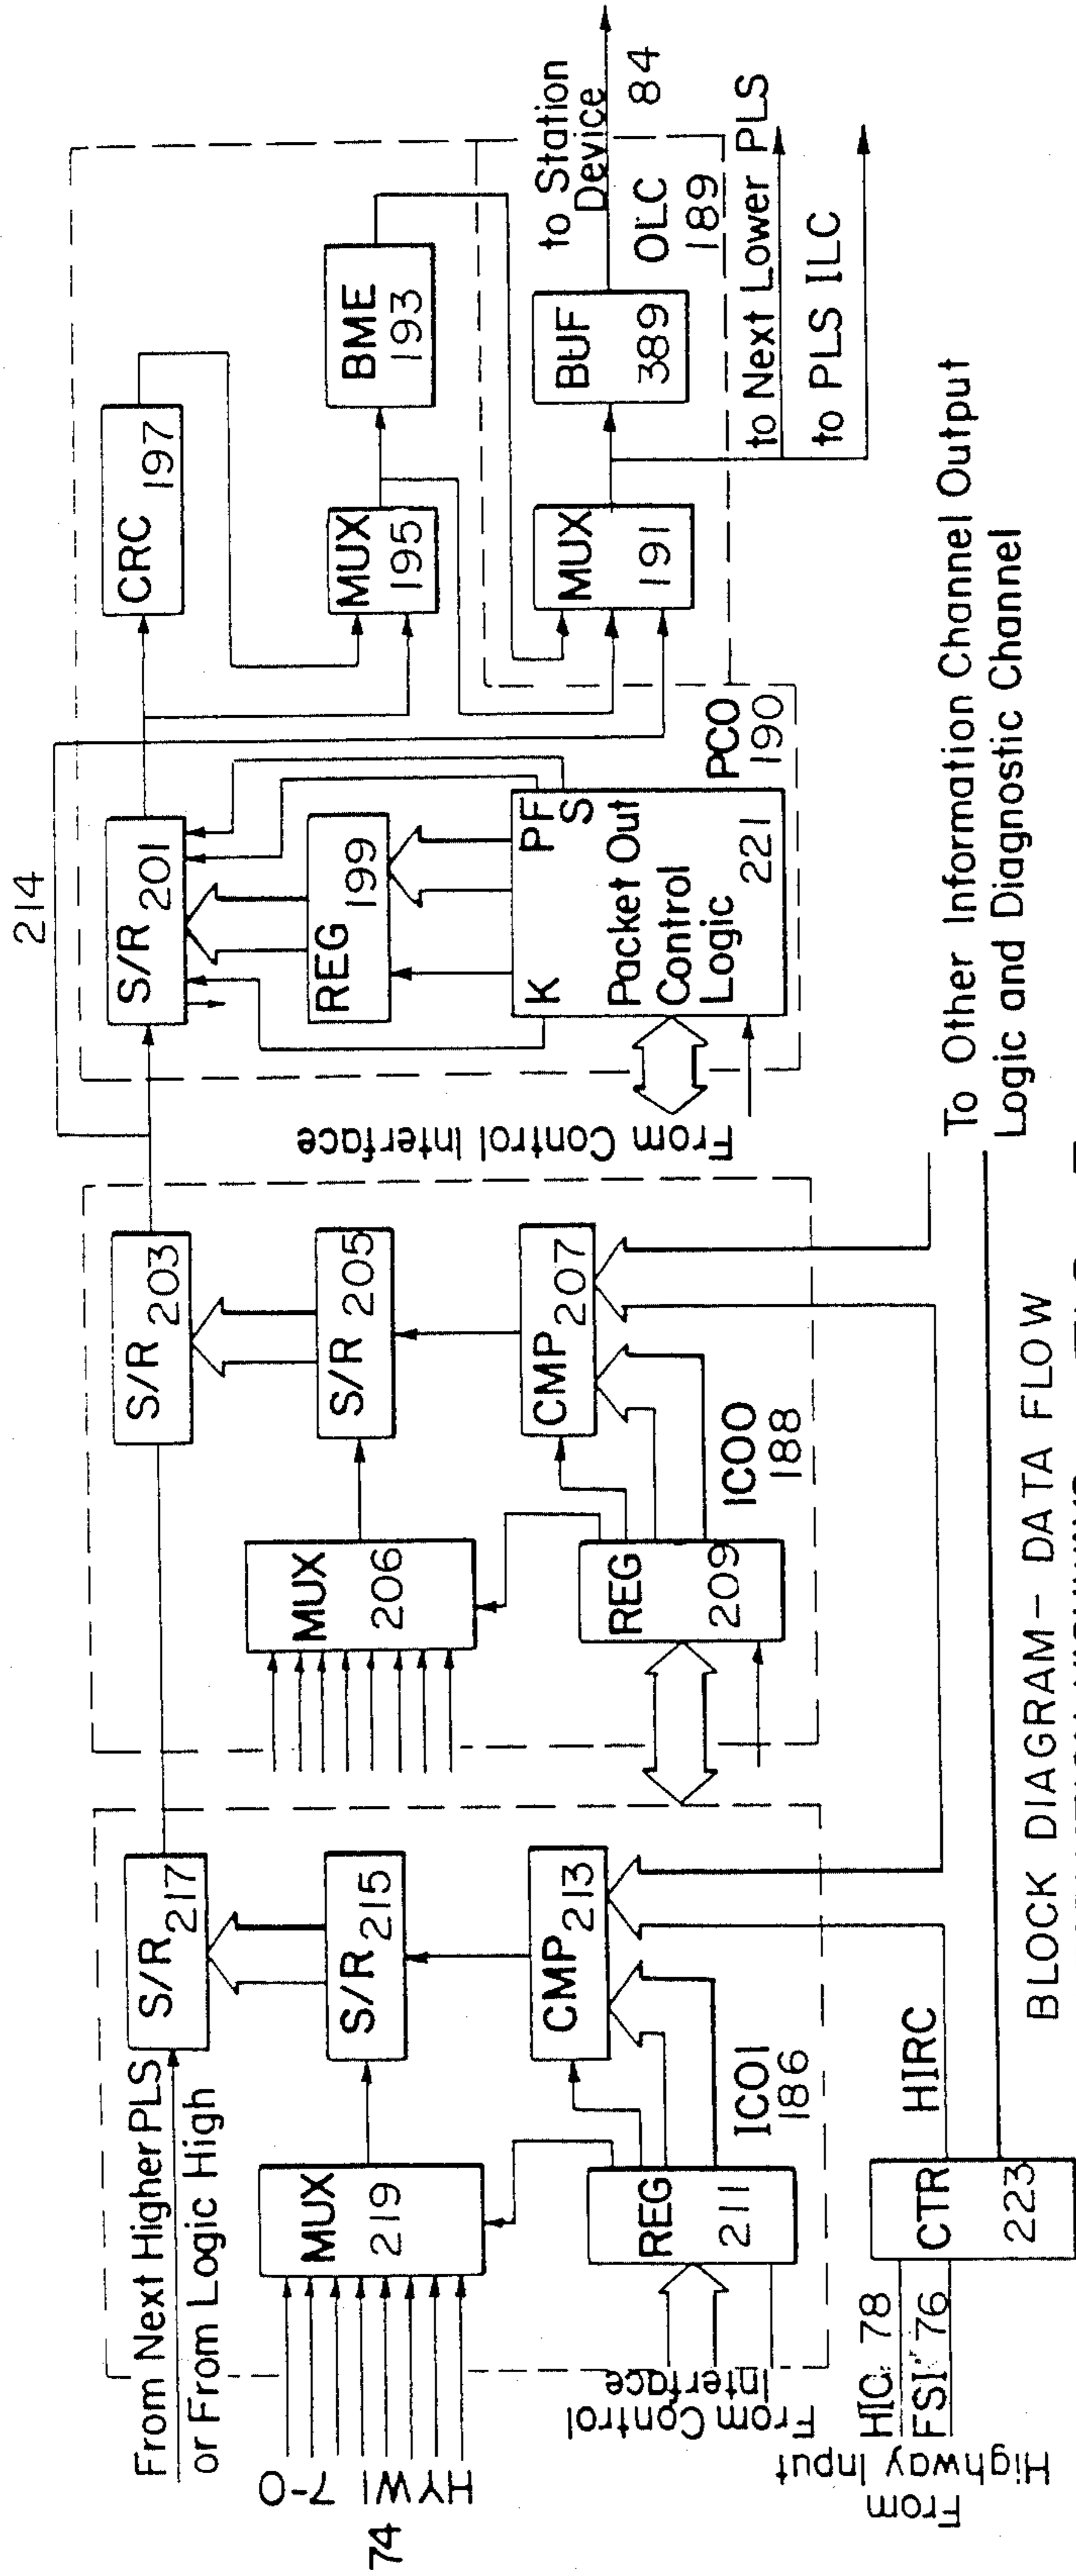 214
From Next Higher PLS
or From Logic High
S/R 217
S/R 203
S/R 201
CRC 197
MUX 219
S/R 215
MUX 206
S/R 205
REG 199
MUX 195
BME 193
HYWI 7-0
74
REG 211
CMP 213
ICO1
186
REG 209
CMP 207
ICO0
188
From Control
Interface
From Control Interface
K
PF
S
Packet Out
Control
Logic 221
PCO
190
MUX 191
BUF 389
to Station
Device
84
OLC
189
to Next Lower PLS
to PLS ILC
HIC 78
FSI 76
From
Highway Input
CTR 223
HIRC
To Other Information Channel Output
Logic and Diagnostic Channel
BLOCK DIAGRAM- DATA FLOW